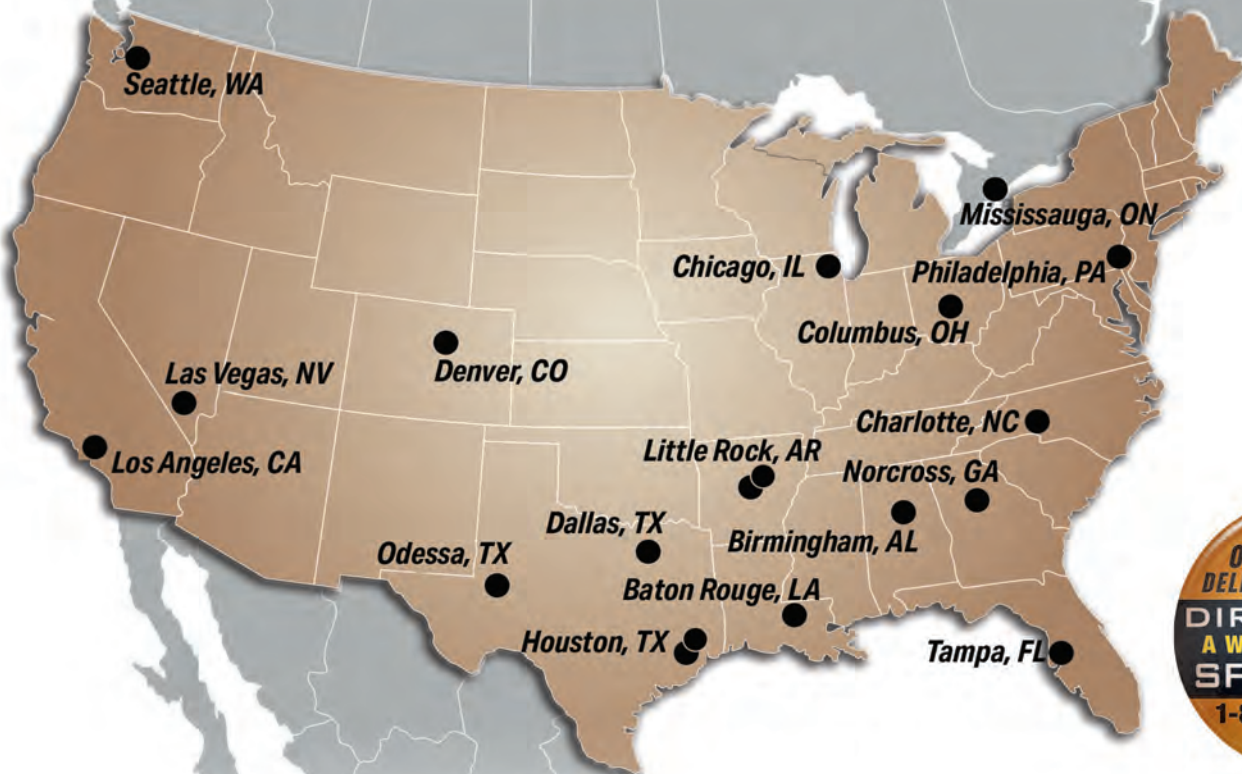 Seattle, WA
Mississauga, ON
Chicago, IL
Philadelphia, PA
Columbus, OH
Las Vegas, NV
Denver, CO
Charlotte, NC
Little Rock, AR
Los Angeles, CA
Norcross, GA
Dallas, TX
Birmingham, AL
Odessa, TX
Baton Rouge, LA
Houston, TX
Tampa, FL
A W